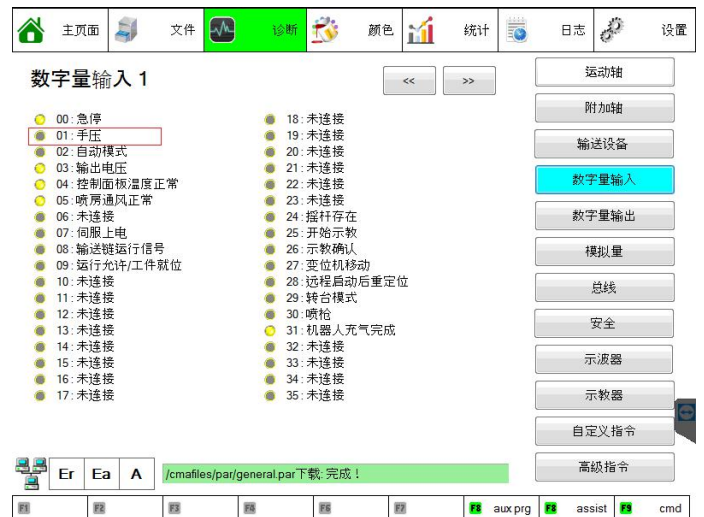 主页面 文件 诊断 颜色 统计 日志 设置
数字量输入 1
<< >>
00:急停
01:手压
02:自动模式
03:输出电压
04:控制面板温度正常
05:喷房通风正常
06:未连接
07:伺服上电
08:输送链运行信号
09:运行允许/工件就位
10:未连接
11:未连接
12:未连接
13:未连接
14:未连接
15:未连接
16:未连接
17:未连接
18:未连接
19:未连接
20:未连接
21:未连接
22:未连接
23:未连接
24:摇杆存在
25:开始示教
26:示教确认
27:变位机移动
28:远程启动后重定位
29:转台模式
30:喷枪
31:机器人充气完成
32:未连接
33:未连接
34:未连接
35:未连接
运动轴
附加轴
输送设备
数字量输入
数字量输出
模拟量
总线
安全
示波器
示教器
自定义指令
高级指令
Er Ea A /cmafiles/par/general.par下载:完成！
F1 F2 F3 F4 F6 F7 F8 aux prg F8 assist F9 cmd